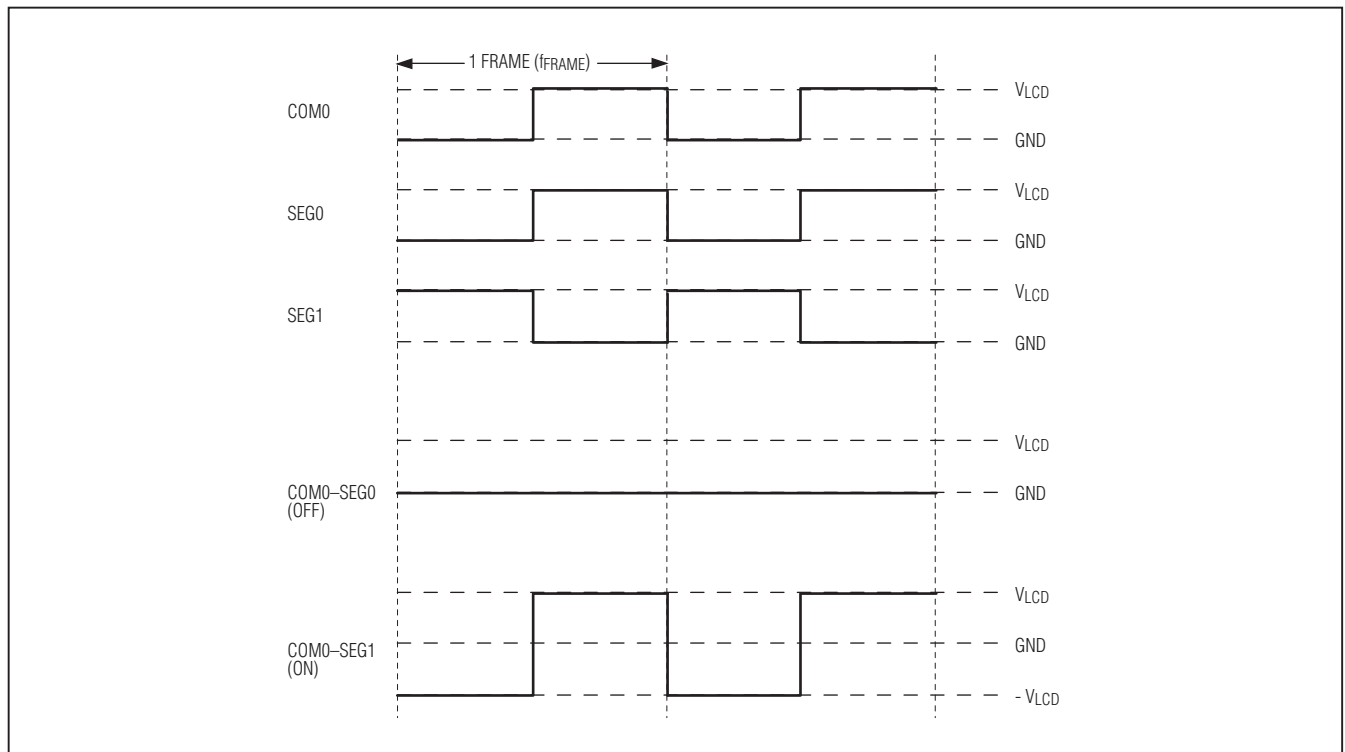 1 FRAME (fFRAME)
COM0
VLCD
GND
SEG0
VLCD
GND
SEG1
VLCD
GND
COM0–SEG0
(OFF)
VLCD
GND
COM0–SEG1
(ON)
VLCD
GND
- VLCD